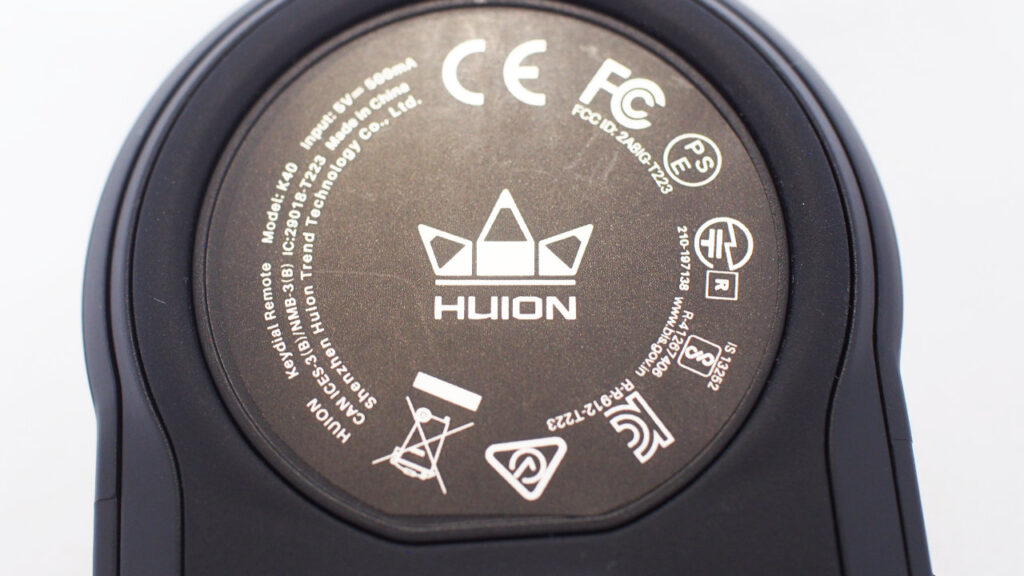 HUION Keydial Remote Model: K40 Input: 5V⎓500mA
CAN ICES-3(B)/NMB-3(B) IC:29018-T223 Made in China
Shenzhen Huion Trend Technology Co., Ltd.
CE
FC
FCC ID: 2A8IG-T223
PSE
R
210-197138
IS 13252
R-41267406
www.bis.gov.in
R-R-912-T223
HUION